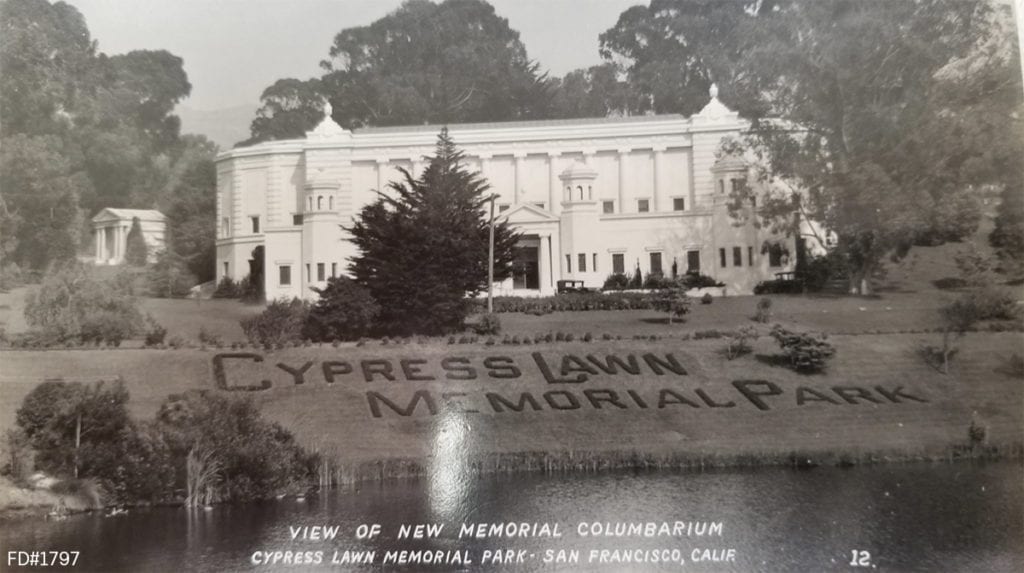 CYPRESS LAWN
MEMORIAL PARK
VIEW OF NEW MEMORIAL COLUMBARIUM
CYPRESS LAWN MEMORIAL PARK - SAN FRANCISCO, CALIF. 12.
FD#1797